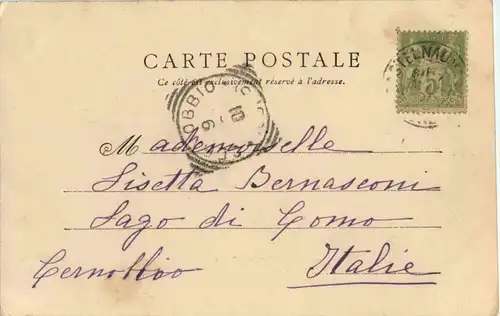 CARTE POSTALE
Ce côté est exclusivement réservé à l'adresse.
Mademoiselle
Lisetta Bernasconi
Lago di Como
Cernobbio Italie